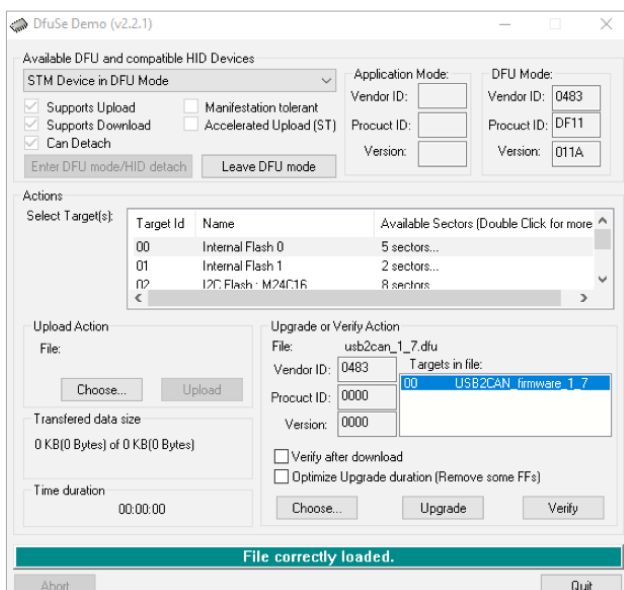 DfuSe Demo (v2.2.1)
Available DFU and compatible HID Devices
STM Device in DFU Mode
Supports Upload
Manifestation tolerant
Supports Download
Accelerated Upload (ST)
Can Detach
Enter DFU mode/HID detach
Leave DFU mode
Application Mode:
Vendor ID:
Procuct ID:
Version:
DFU Mode:
Vendor ID: 0483
Procuct ID: DF11
Version: 011A
Actions
Select Target(s):
Target Id Name Available Sectors (Double Click for more
00 Internal Flash 0 5 sectors...
01 Internal Flash 1 2 sectors...
02 I2C Flash : M24C16 8 sectors
Upload Action
File:
Choose...
Upload
Transfered data size
0 KB(0 Bytes) of 0 KB(0 Bytes)
Time duration
00:00:00
Upgrade or Verify Action
File: usb2can_1_7.dfu
Vendor ID: 0483
Procuct ID: 0000
Version: 0000
Targets in file:
00 USB2CAN_firmware_1_7
Verify after download
Optimize Upgrade duration (Remove some FFs)
Choose...
Upgrade
Verify
File correctly loaded.
Abort
Quit